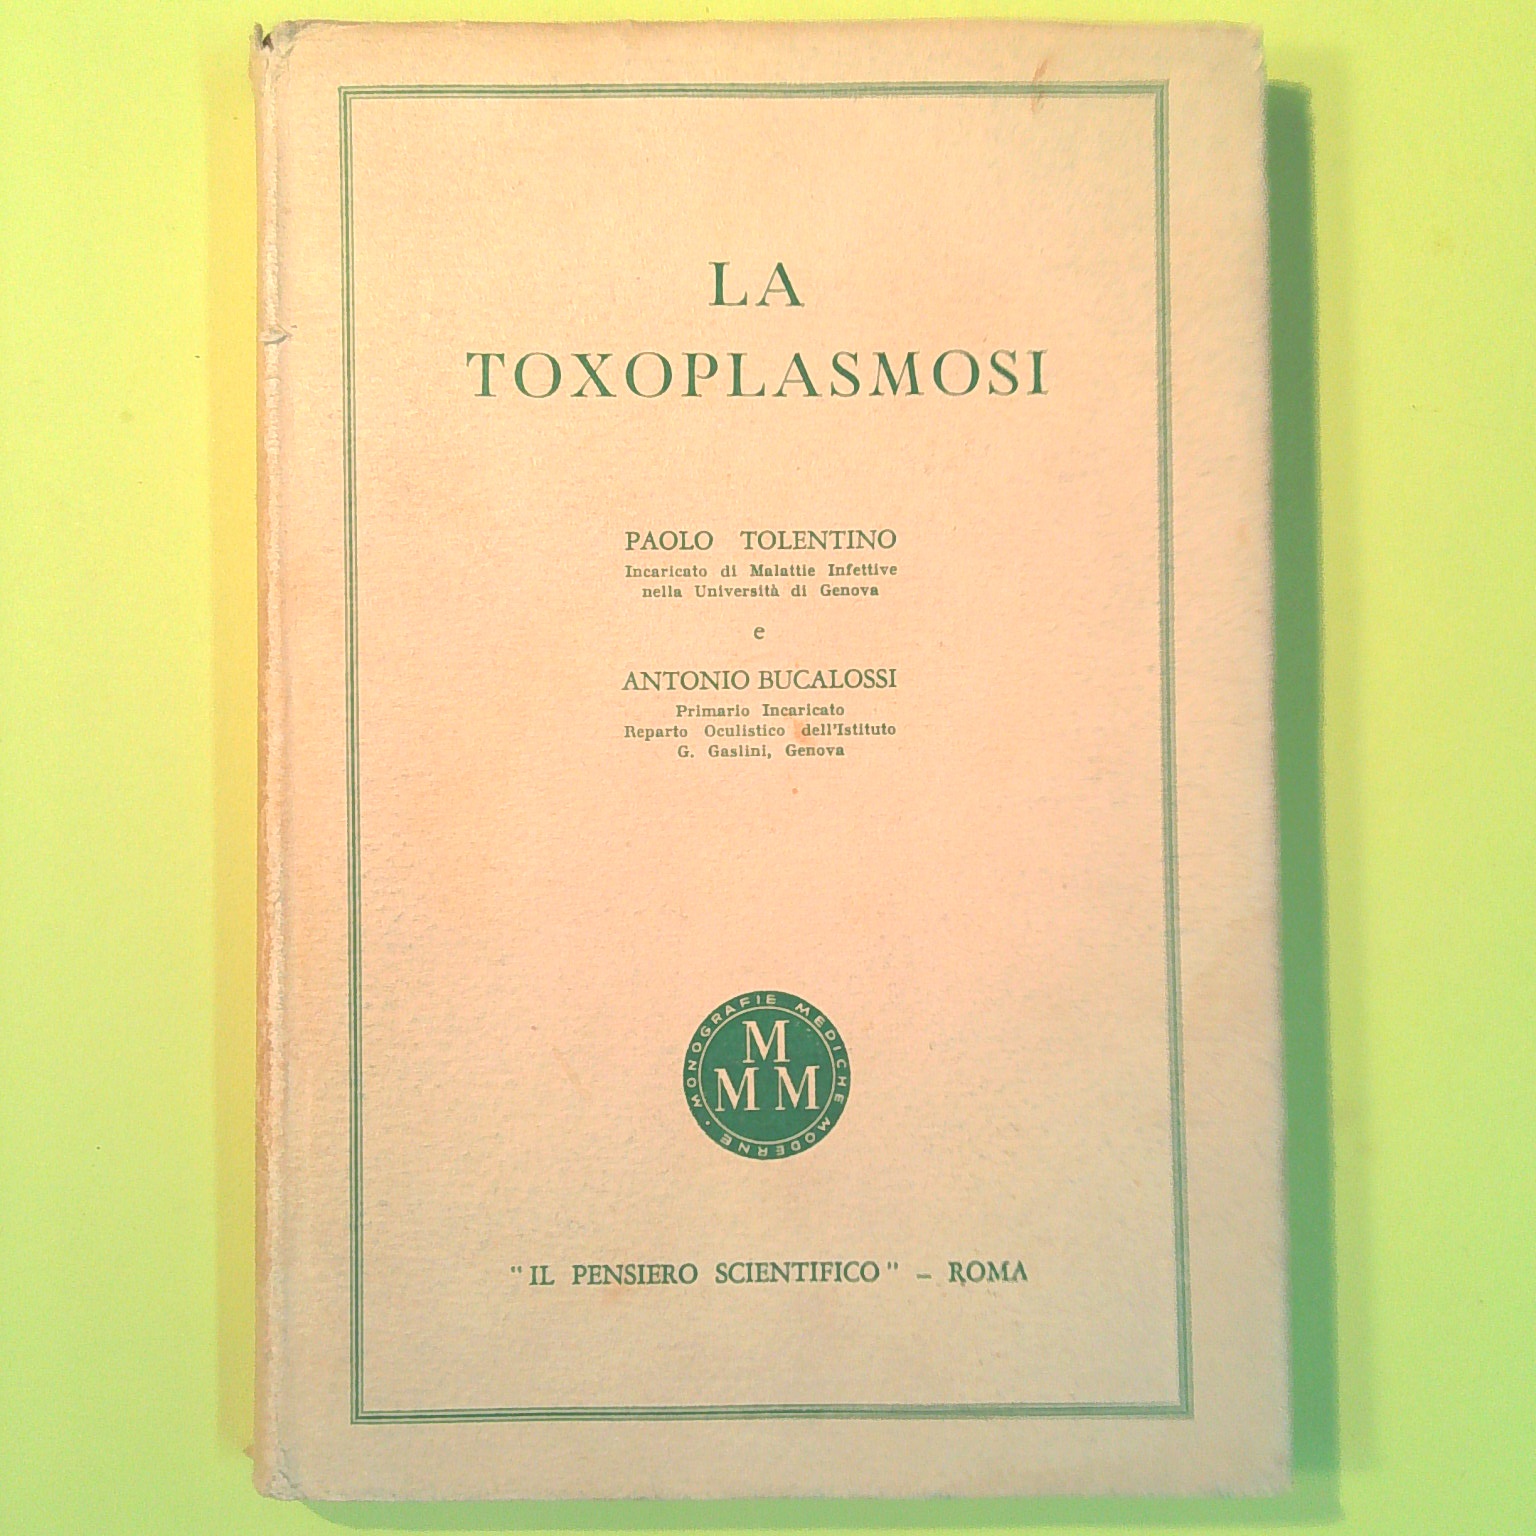 LA
TOXOPLASMOSI
PAOLO TOLENTINO
Incaricato di Malattie Infettive
nella Università di Genova
e
ANTONIO BUCALOSSI
Primario Incaricato
Reparto Oculistico dell'Istituto
G. Gaslini, Genova
MONOGRAFIE MEDICHE MODERNE •
M
M M
"IL PENSIERO SCIENTIFICO" – ROMA